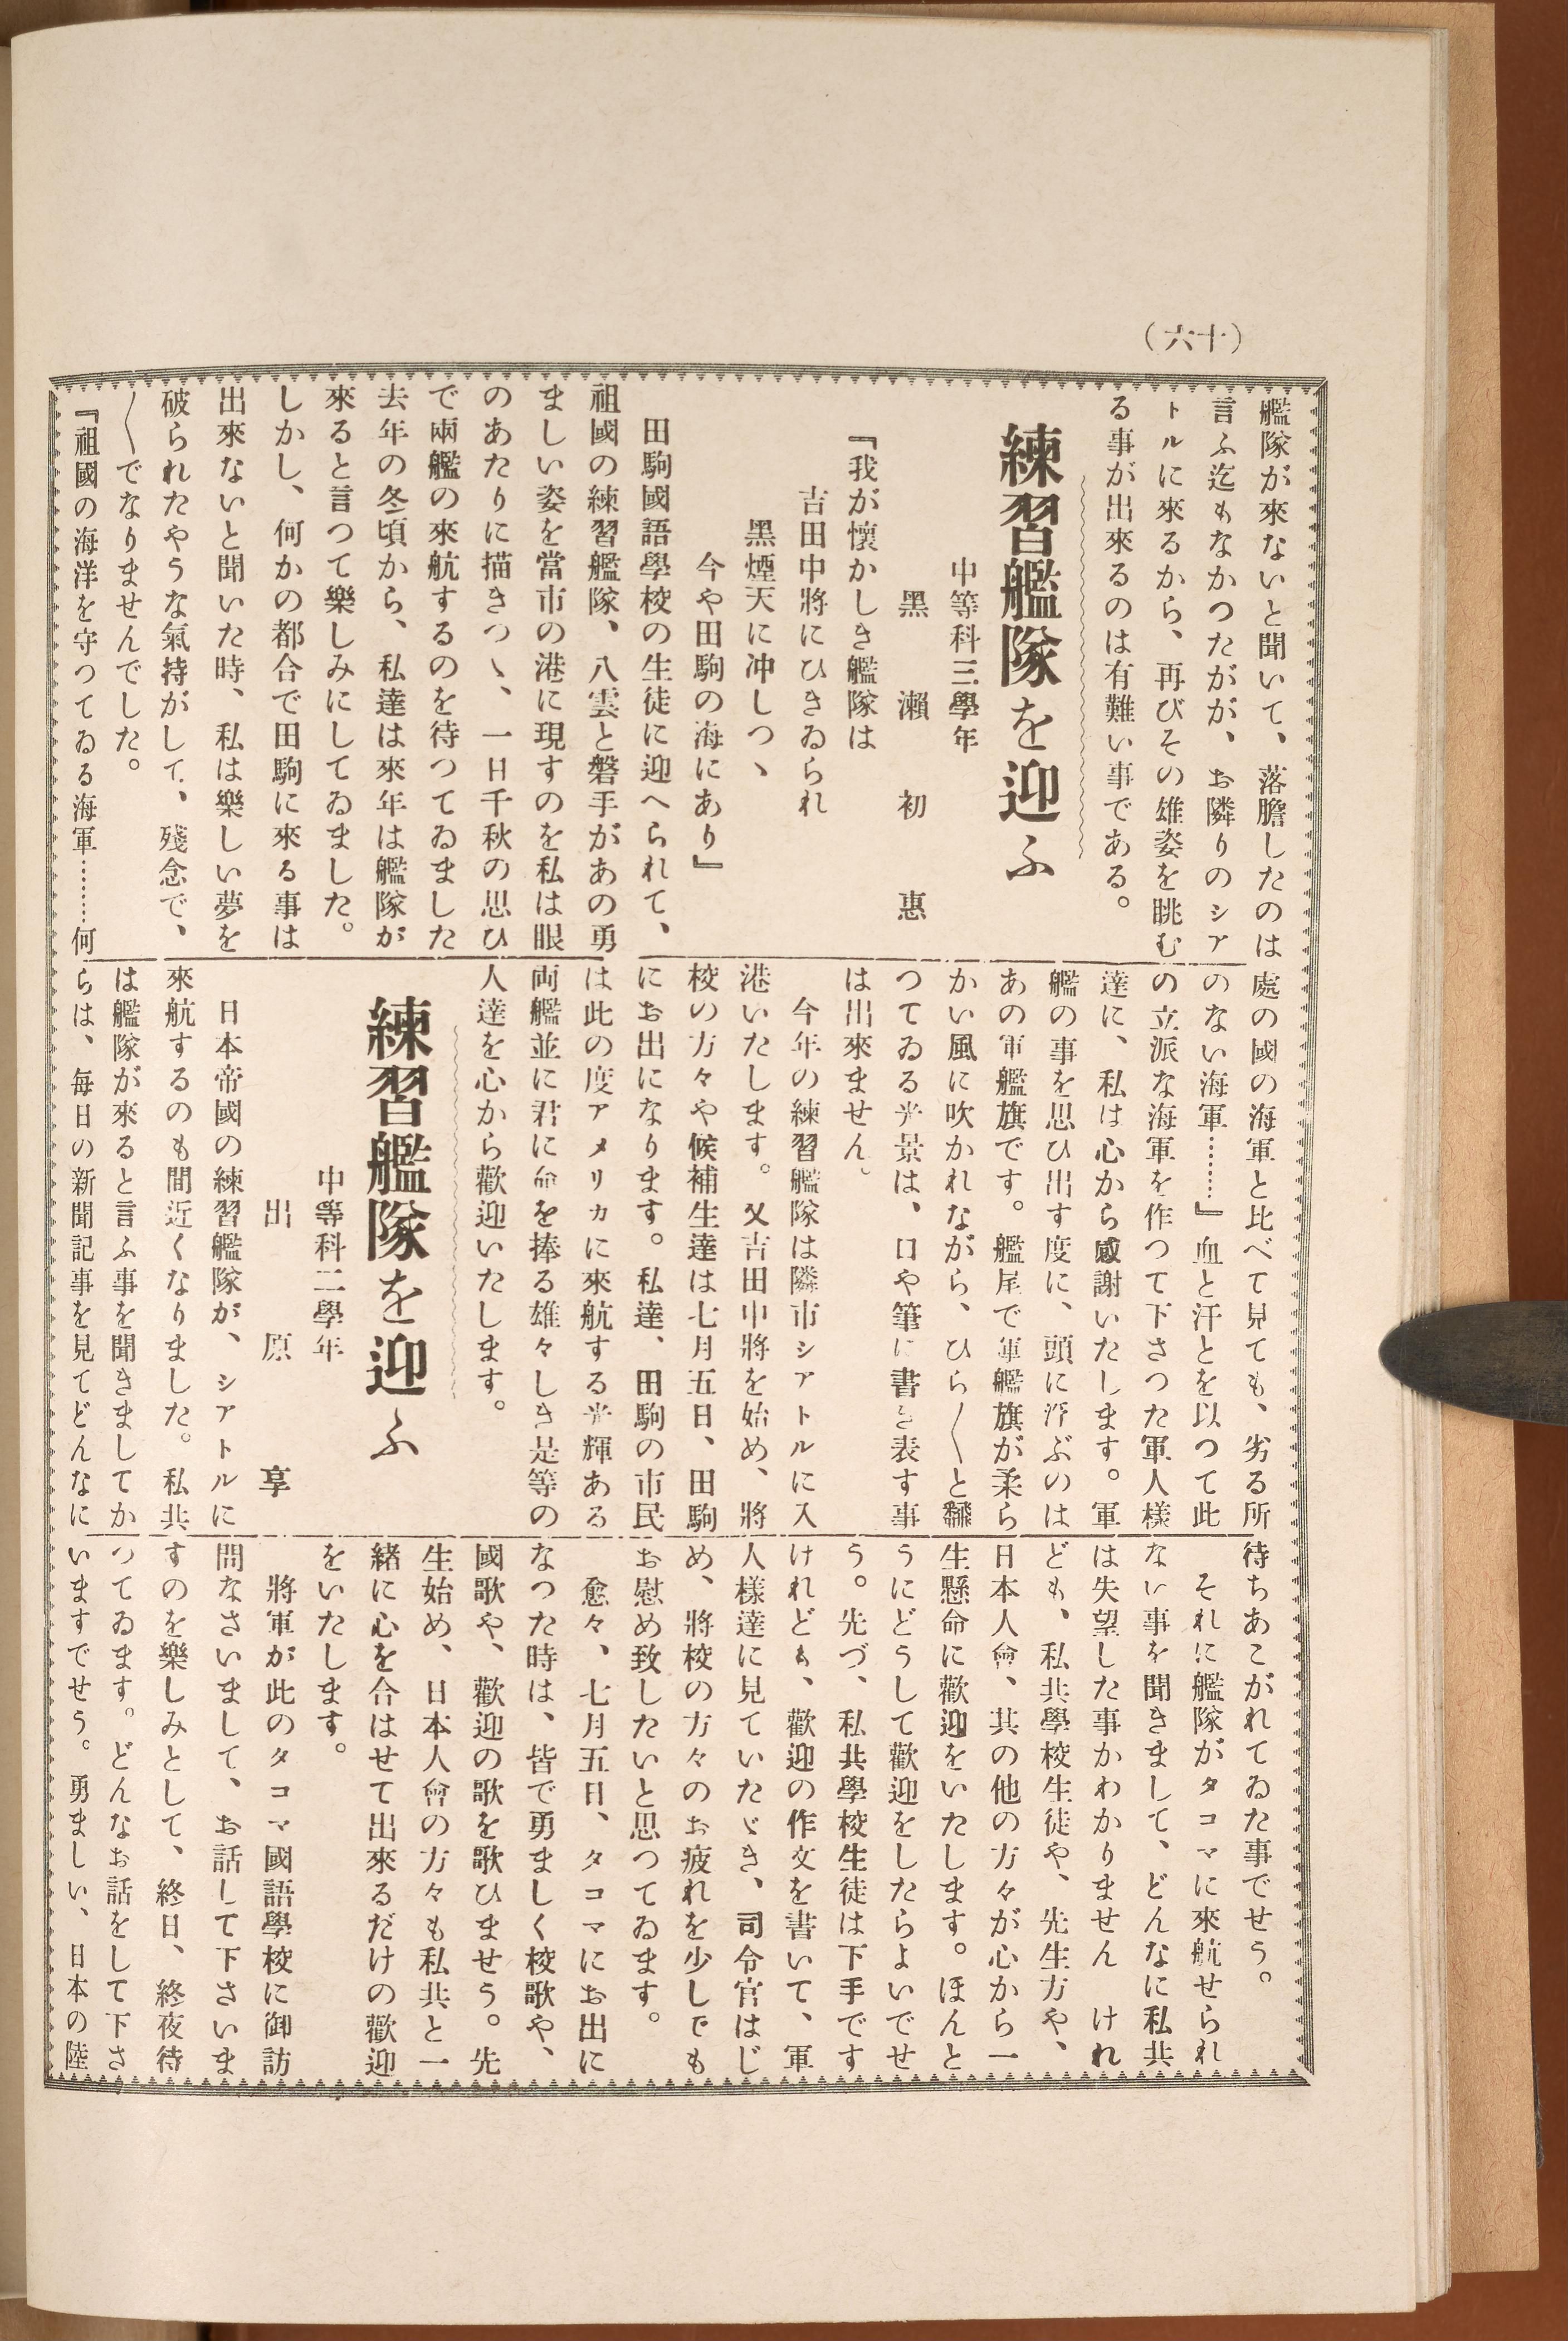 (六十)
艦隊が來ないと聞いて、落膽したのは
言ふ迄もなかつたがが、お隣りのシア
トルに來るから、再びその雄姿を眺む
る事が出來るのは有難い事である。
練習艦隊を迎ふ
中等科三學年
黑瀨初惠
『我が懷かしき艦隊は
吉田中將にひきゐられ
黑煙天に冲しつゝ
今や田駒の海にあり』
田駒國語學校の生徒に迎へられて、
祖國の練習艦隊、八雲と磐手があの勇
ましい姿を當市の港に現すのを私は眼
のあたりに描きつゝ、一日千秋の思ひ
で兩艦の來航するのを待つてゐました
去年の冬頃から、私達は來年は艦隊が
來ると言つて樂しみにしてゐました。
しかし、何かの都合で田駒に來る事は
出來ないと聞いた時、私は樂しい夢を
破られたやうな氣持がして、殘念で、
〱でなりませんでした。
『祖國の海洋を守つてゐる海軍………何
處の國の海軍と比べて見ても、劣る所
のない海軍………』血と汗とを以つて此
の立派な海軍を作つて下さつた軍人樣
達に、私は心から感謝いたします。軍
艦の事を思ひ出す度に、頭に浮ぶのは
あの軍艦旗です。艦尾で軍艦旗が柔ら
かい風に吹かれながら、ひら〱と飜
つてゐる光景は、口や筆に書き表す事
は出來ません。
今年の練習艦隊は隣市シアトルに入
港いたします。又吉田中將を始め、將
校の方々や候補生達は七月五日、田駒
にお出になります。私達、田駒の市民
は此の度アメリカに來航する光輝ある
両艦並に君に命を捧る雄々しき是等の
人達を心から歡迎いたします。
練習艦隊を迎ふ
中等科二學年
出原享
日本帝國の練習艦隊が、シアトルに
來航するのも間近くなりました。私共
は艦隊が來ると言ふ事を聞きましてか
らは、毎日の新聞記事を見てどんなに
待ちあこがれてゐた事でせう。
それに艦隊がタコマに來航せられ
ない事を聞きまして、どんなに私共
は失望した事かわかりません　けれ
ども、私共學校生徒や、先生方や、
日本人會、其の他の方々が心から一
生懸命に歡迎をいたします。ほんと
うにどうして歡迎をしたらよいでせ
う。先づ、私共學校生徒は下手です
けれども、歡迎の作文を書いて、軍
人樣達に見ていたゞき、司令官はじ
め、將校の方々のお疲れを少しでも
お慰め致したいと思つてゐます。
愈々、七月五日、タコマにお出に
なつた時は、皆で勇ましく校歌や、
國歌や、歡迎の歌を歌ひませう。先
生始め、日本人會の方々も私共と一
緒に心を合はせて出來るだけの歡迎
をいたします。
將軍が此のタコマ國語學校に御訪
問なさいまして、お話して下さいま
すのを樂しみとして、終日、終夜待
つてゐます。どんなお話をして下さ
いますでせう。勇ましい、日本の陸